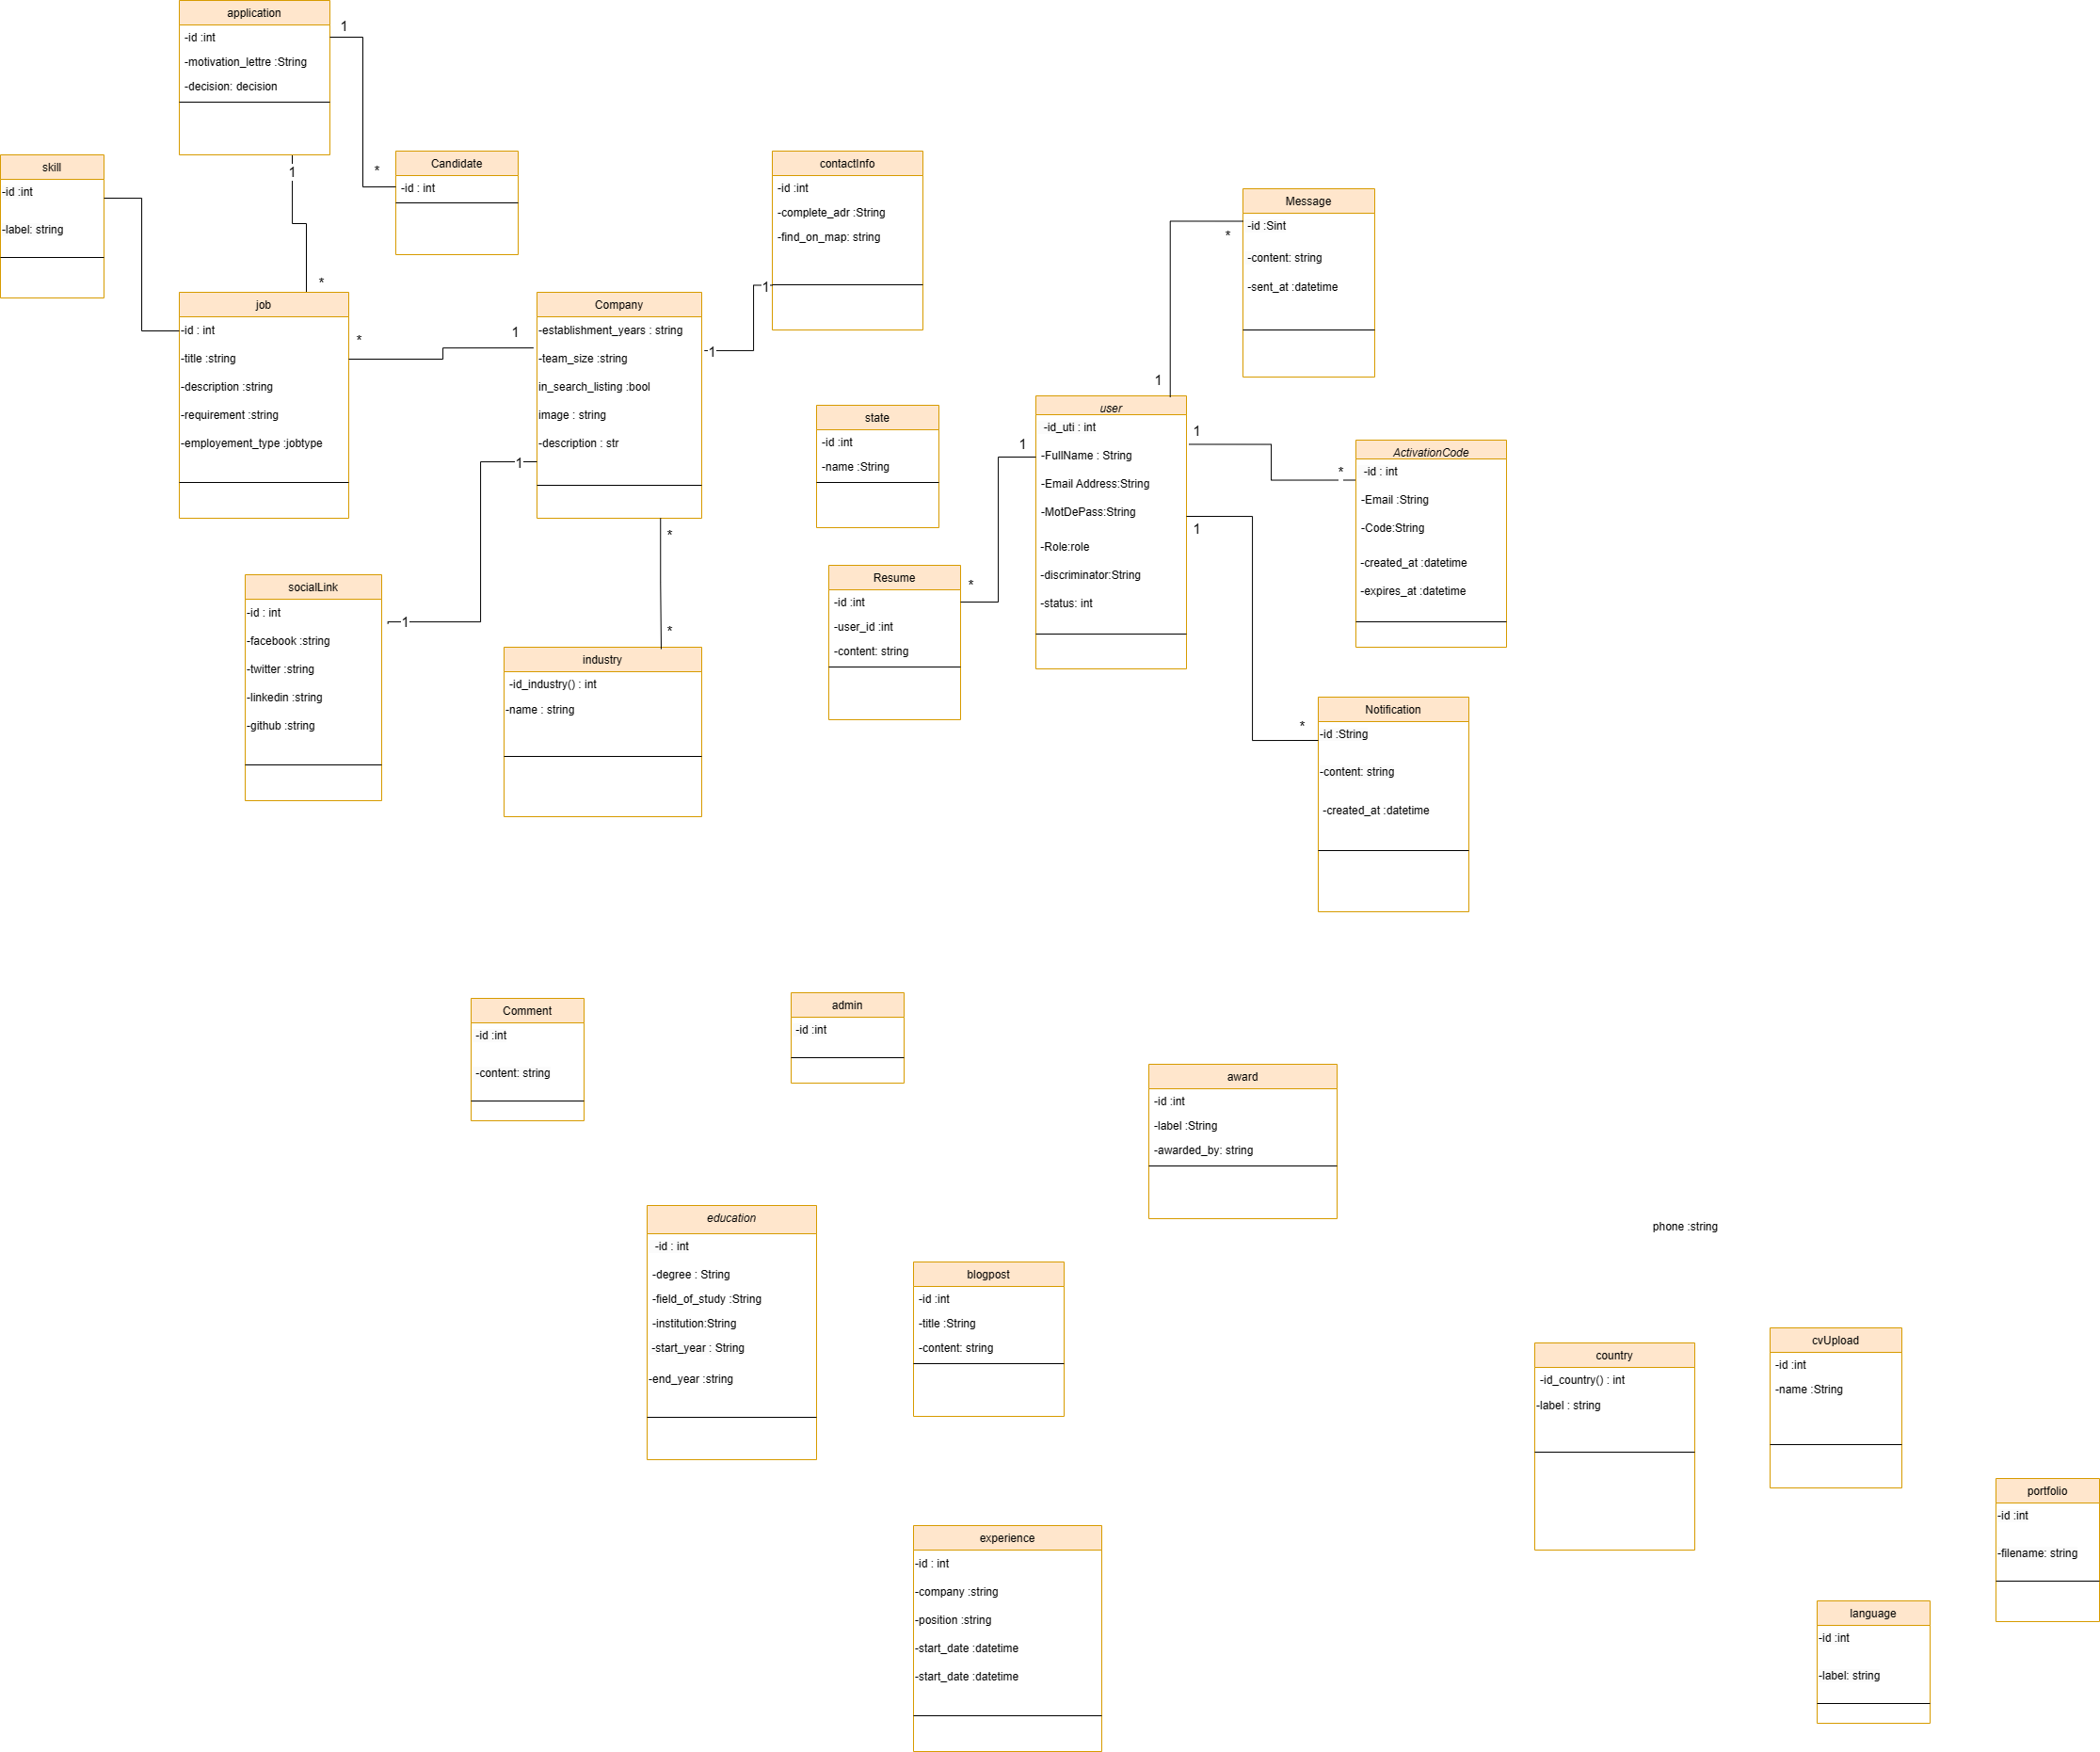 application
-id :int
-motivation_lettre :String
-decision: decision
1
*
1
*
skill
-id :int
-label: string
Candidate
-id : int
contactInfo
-id :int
-complete_adr :String
-find_on_map: string
1
1
Message
-id :Sint
-content: string
-sent_at :datetime
*
1
job
-id : int
-title :string
-description :string
-requirement :string
-employement_type :jobtype
*
1
Company
-establishment_years : string
-team_size :string
in_search_listing :bool
image : string
-description : str
1
1
*
*
state
-id :int
-name :String
user
-id_uti : int
-FullName : String
-Email Address:String
-MotDePass:String
-Role:role
-discriminator:String
-status: int
1
*
1
*
1
*
ActivationCode
-id : int
-Email :String
-Code:String
-created_at :datetime
-expires_at :datetime
Resume
-id :int
-user_id :int
-content: string
socialLink
-id : int
-facebook :string
-twitter :string
-linkedin :string
-github :string
industry
-id_industry() : int
-name : string
Notification
-id :String
-content: string
-created_at :datetime
Comment
-id :int
-content: string
admin
-id :int
award
-id :int
-label :String
-awarded_by: string
education
-id : int
-degree : String
-field_of_study :String
-institution:String
-start_year : String
-end_year :string
phone :string
blogpost
-id :int
-title :String
-content: string
country
-id_country() : int
-label : string
cvUpload
-id :int
-name :String
portfolio
-id :int
-filename: string
experience
-id : int
-company :string
-position :string
-start_date :datetime
-start_date :datetime
language
-id :int
-label: string